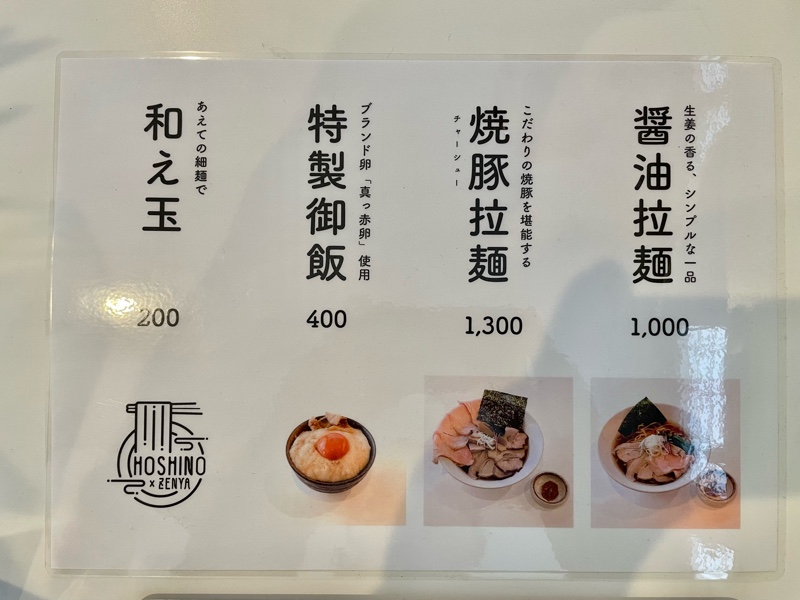 生姜の香る、シンプルな一品
醤油拉麺
1,000
こだわりの焼豚を堪能する
焼豚拉麺
チャーシュー
1,300
ブランド卵「真っ赤卵」使用
特製御飯
400
あえての細麺で
和え玉
200
HOSHINO
× ZENYA